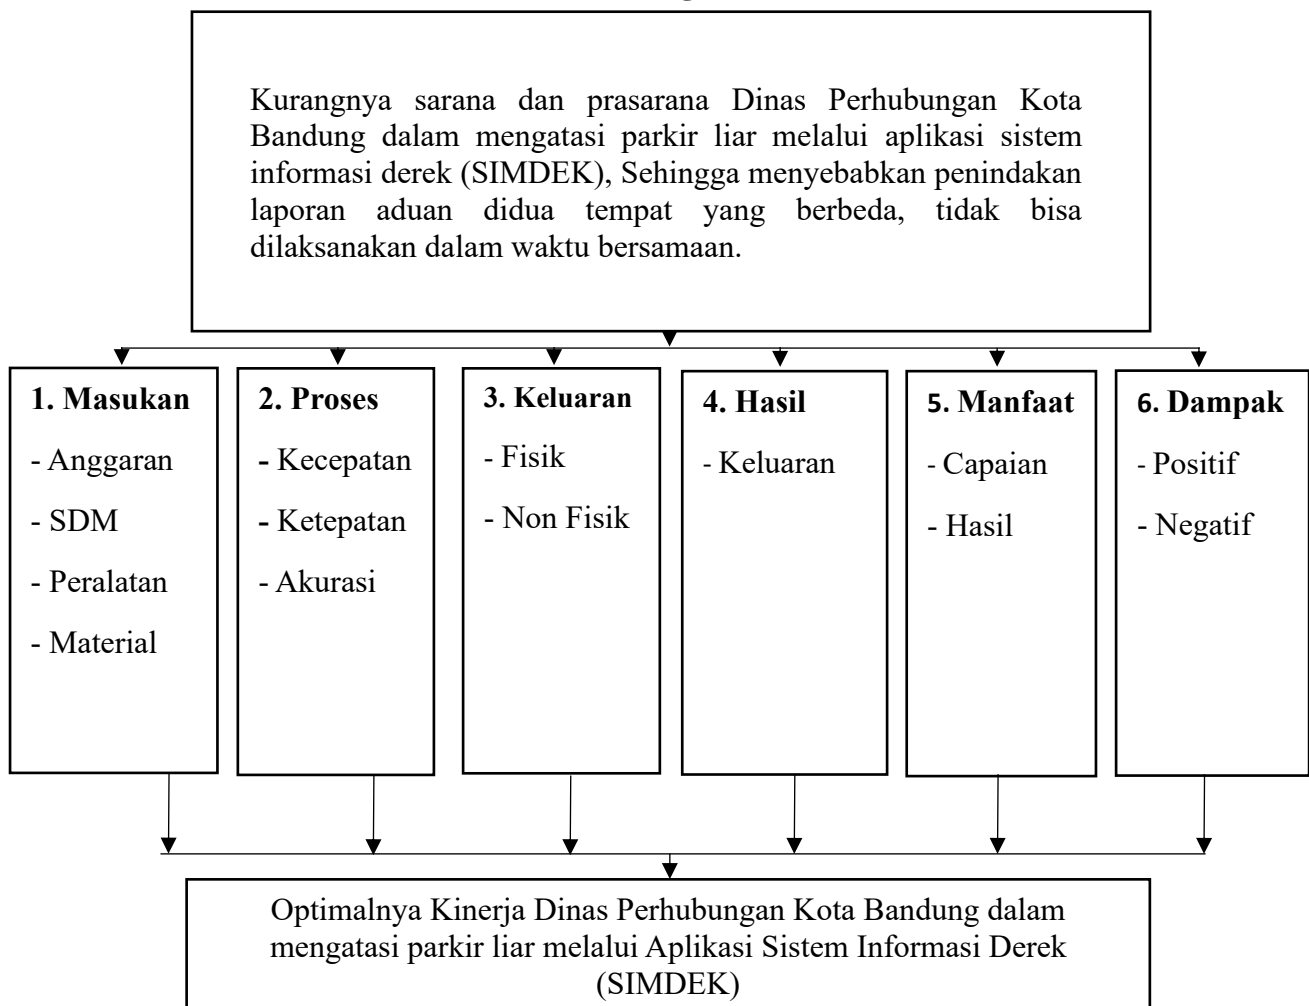 Kurangnya sarana dan prasarana Dinas Perhubungan Kota
Bandung dalam mengatasi parkir liar melalui aplikasi sistem
informasi derek (SIMDEK), Sehingga menyebabkan penindakan
laporan aduan didua tempat yang berbeda, tidak bisa
dilaksanakan dalam waktu bersamaan.
1. Masukan
- Anggaran
- SDM
- Peralatan
- Material
2. Proses
- Kecepatan
- Ketepatan
- Akurasi
3. Keluaran
- Fisik
- Non Fisik
4. Hasil
- Keluaran
5. Manfaat
- Capaian
- Hasil
6. Dampak
- Positif
- Negatif
Optimalnya Kinerja Dinas Perhubungan Kota Bandung dalam
mengatasi parkir liar melalui Aplikasi Sistem Informasi Derek
(SIMDEK)